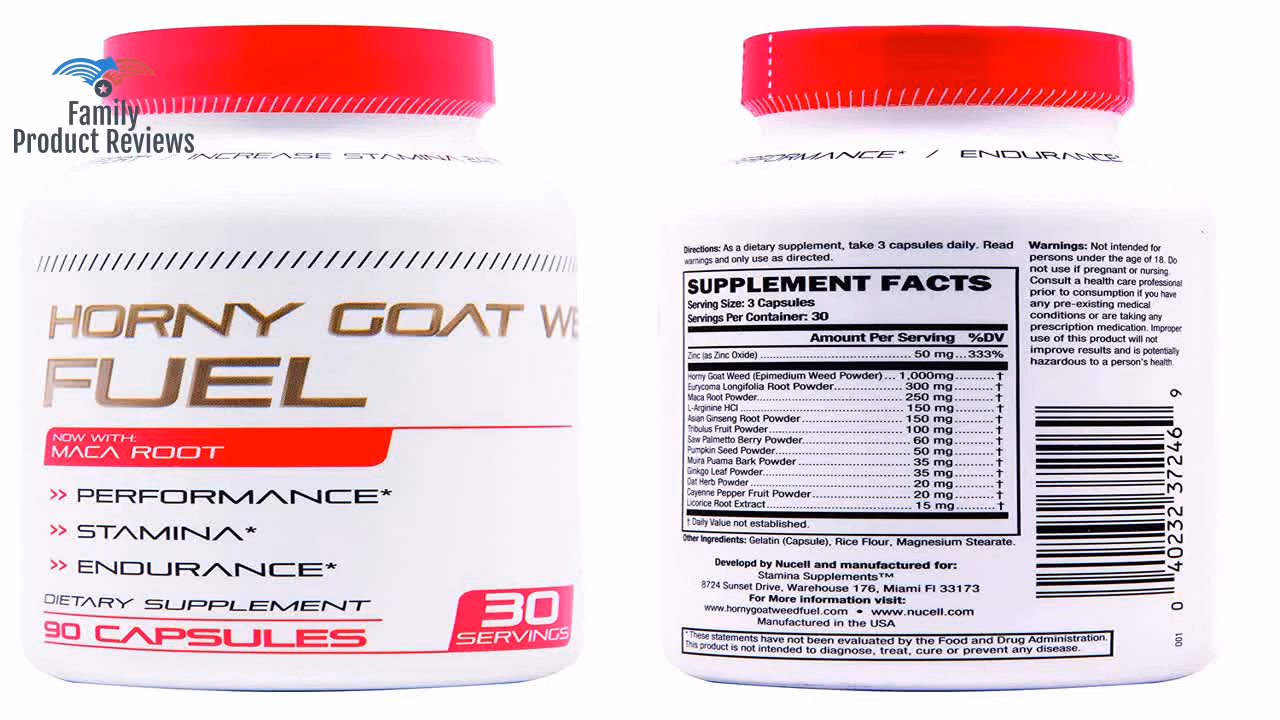 Family
Product Reviews
/ INCREASE STAMINA
HORNY GOAT
FUEL
NOW WITH:
MACA ROOT
>> PERFORMANCE*
>> STAMINA*
>> ENDURANCE*
DIETARY SUPPLEMENT
90 CAPSULES
30
SERVINGS
PERFORMANCE* / ENDURANCE*
Directions: As a dietary supplement, take 3 capsules daily. Read
warnings and only use as directed.
SUPPLEMENT FACTS
Serving Size: 3 Capsules
Servings Per Container: 30
Amount Per Serving %DV
Zinc (as Zinc Oxide) 50 mg 333%
Horny Goat Weed (Epimedium Weed Powder) 1,000mg †
Eurycoma Longifolia Root Powder 300 mg †
Maca Root Powder 250 mg †
L-Arginine HCl 150 mg †
Asian Ginseng Root Powder 150 mg †
Tribulus Fruit Powder 100 mg †
Saw Palmetto Berry Powder 60 mg †
Pumpkin Seed Powder 50 mg †
Muira Puama Bark Powder 35 mg †
Ginkgo Leaf Powder 35 mg †
Oat Herb Powder 20 mg †
Cayenne Pepper Fruit Powder 20 mg †
Licorice Root Extract 15 mg †
† Daily Value not established.
Other Ingredients: Gelatin (Capsule), Rice Flour, Magnesium Stearate.
Developd by Nucell and manufactured for:
Stamina Supplements™
8724 Sunset Drive, Warehouse 176, Miami Fl 33173
For More information visit:
www.hornygoatweedfuel.com • www.nucell.com
Manufactured in the USA
*These statements have not been evaluated by the Food and Drug Administration.
This product is not intended to diagnose, treat, cure or prevent any disease.
Warnings: Not intended for
persons under the age of 18. Do
not use if pregnant or nursing.
Consult a health care professional
prior to consumption if you have
any pre-existing medical
conditions or are taking any
prescription medication. Improper
use of this product will not
improve results and is potentially
hazardous to a person's health.
0 40232 37246 9
001